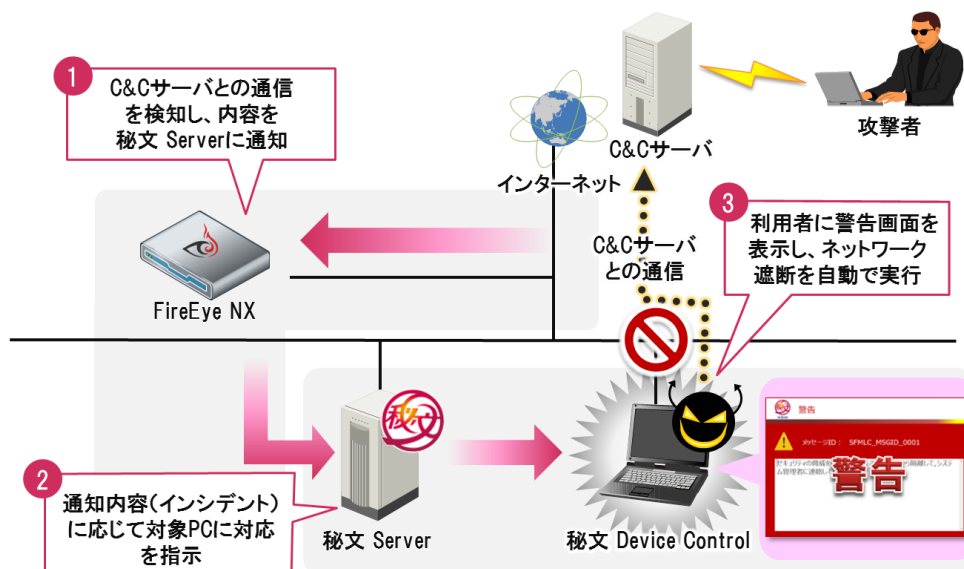 1
C&Cサーバとの通信
を検知し、内容を
秘文 Serverに通知
インターネット
C&Cサーバ
攻撃者
FireEye NX
C&Cサーバ
との通信
3
利用者に警告画面を
表示し、ネットワーク
遮断を自動で実行
2
通知内容(インシデント)
に応じて対象PCに対応
を指示
秘文
秘文 Server
秘文 Device Control
警告
メッセージID： SFMLC_MSGID_0001
警告